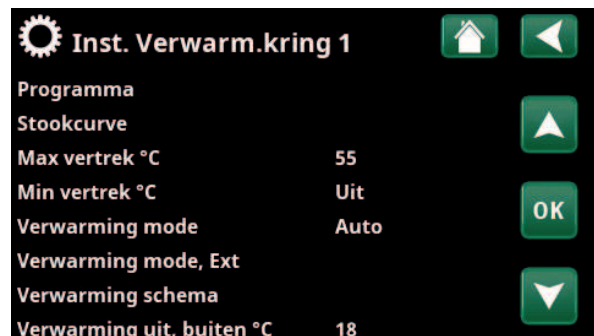 Inst. Verwarm.kring 1
Programma
Stookcurve
Max vertrek °C 55
Min vertrek °C Uit
Verwarming mode Auto
OK
Verwarming mode, Ext
Verwarming schema
Verwarming uit, buiten °C 18